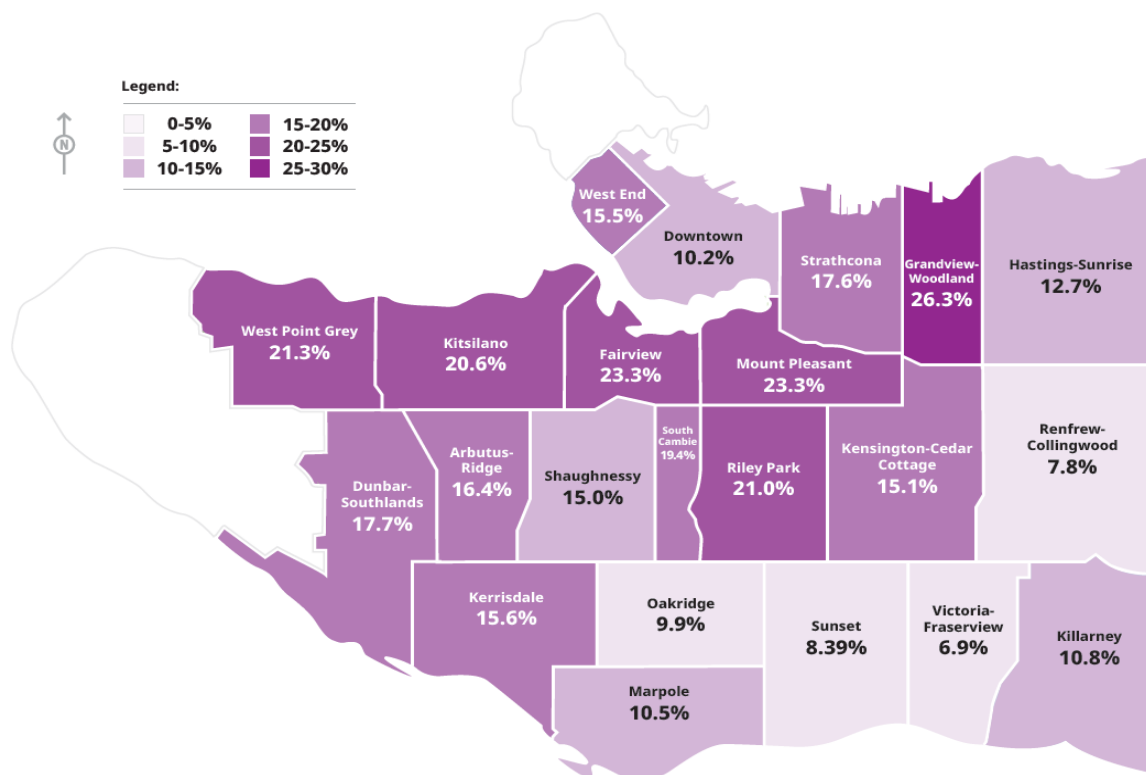 Legend:
N
0-5%
5-10%
10-15%
15-20%
20-25%
25-30%
West End
15.5%
Downtown
10.2%
Strathcona
17.6%
Grandview-
Woodland
26.3%
Hastings-Sunrise
12.7%
West Point Grey
21.3%
Kitsilano
20.6%
Fairview
23.3%
Mount Pleasant
23.3%
Dunbar-
Southlands
17.7%
Arbutus-
Ridge
16.4%
Shaughnessy
15.0%
South
Cambie
19.4%
Riley Park
21.0%
Kensington-Cedar
Cottage
15.1%
Renfrew-
Collingwood
7.8%
Kerrisdale
15.6%
Oakridge
9.9%
Marpole
10.5%
Sunset
8.39%
Victoria-
Fraserview
6.9%
Killarney
10.8%